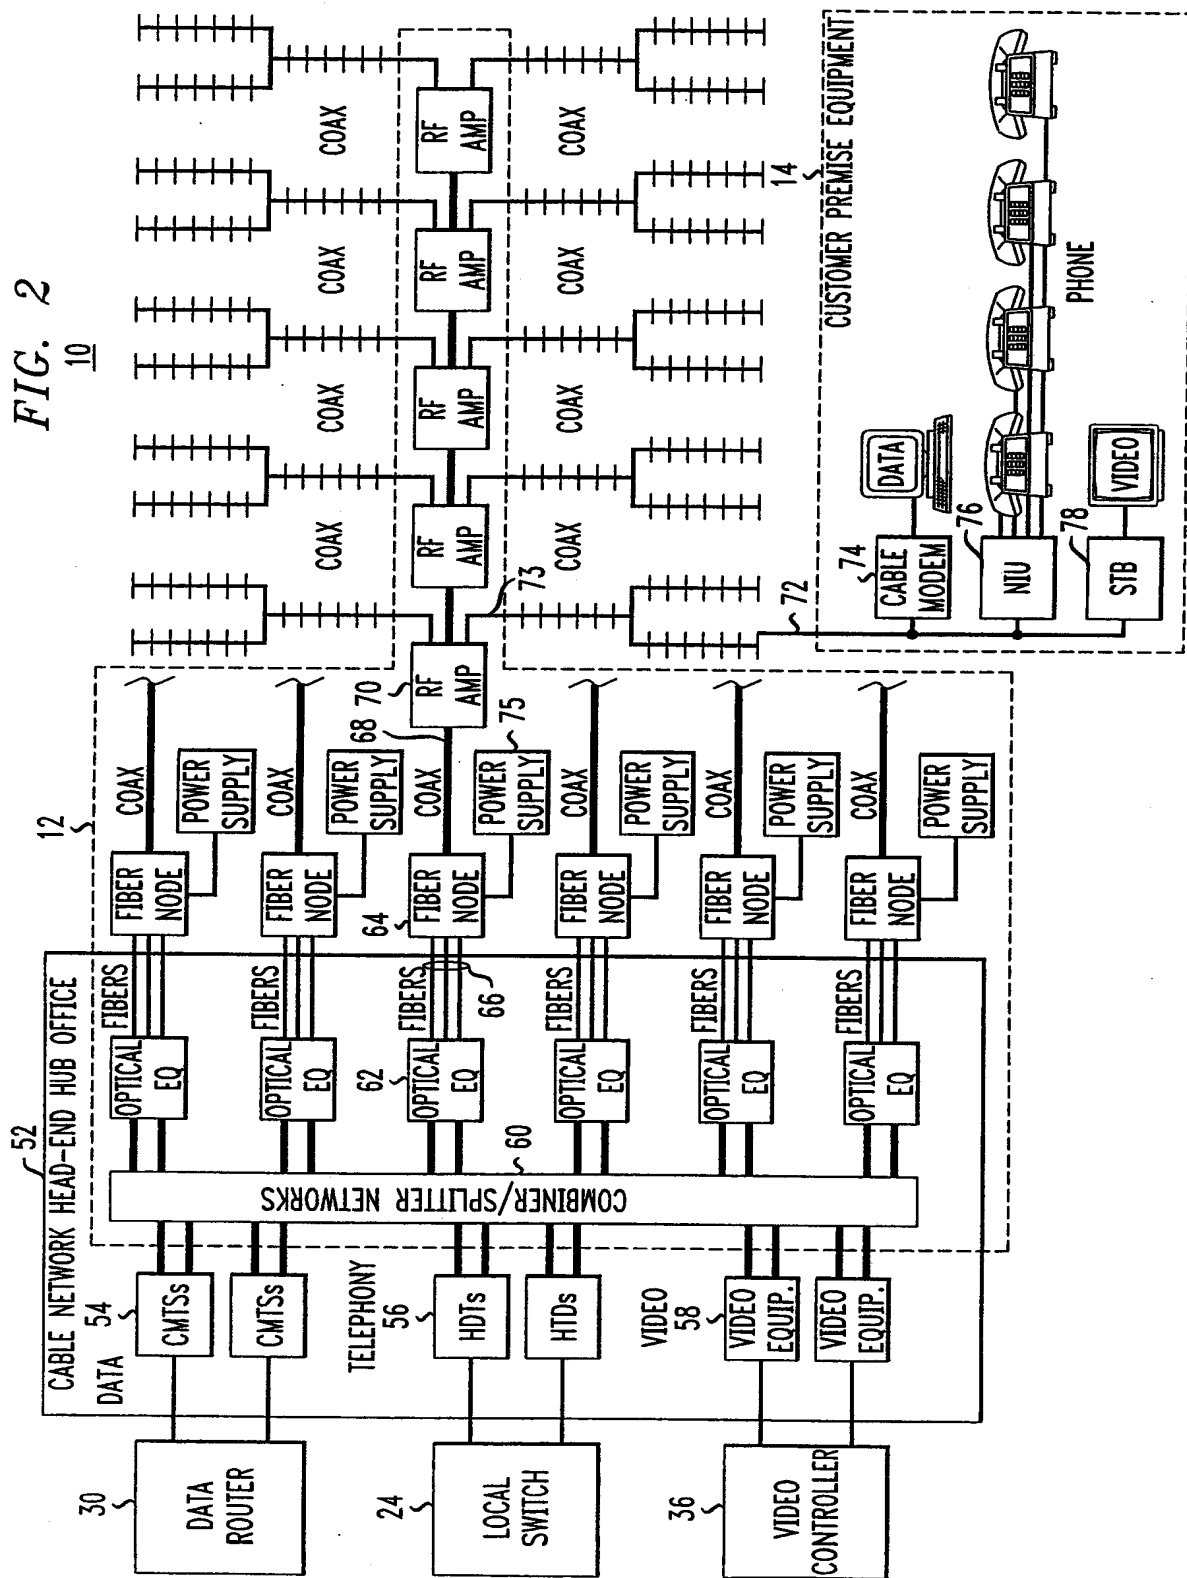 FIG. 2
10
52
CABLE NETWORK HEAD-END HUB OFFICE
12
DATA
54
CMTSs
CMTSs
TELEPHONY
56
HDTs
HTDs
VIDEO
58
VIDEO
EQUIP.
VIDEO
EQUIP.
30
DATA
ROUTER
24
LOCAL
SWITCH
36
VIDEO
CONTROLLER
60
COMBINER/SPLITTER NETWORKS
OPTICAL
EQ
OPTICAL
EQ
62
OPTICAL
EQ
OPTICAL
EQ
OPTICAL
EQ
OPTICAL
EQ
FIBERS
FIBERS
FIBERS
66
FIBERS
FIBERS
FIBERS
FIBER
NODE
FIBER
NODE
64
FIBER
NODE
FIBER
NODE
FIBER
NODE
FIBER
NODE
COAX
POWER
SUPPLY
COAX
POWER
SUPPLY
COAX
68
POWER
SUPPLY
75
COAX
POWER
SUPPLY
COAX
POWER
SUPPLY
COAX
POWER
SUPPLY
70
RF
AMP
RF
AMP
RF
AMP
RF
AMP
RF
AMP
COAX
COAX
COAX
COAX
73
COAX
COAX
COAX
COAX
72
14
CUSTOMER PREMISE EQUIPMENT
74
CABLE
MODEM
DATA
76
NIU
PHONE
78
STB
VIDEO